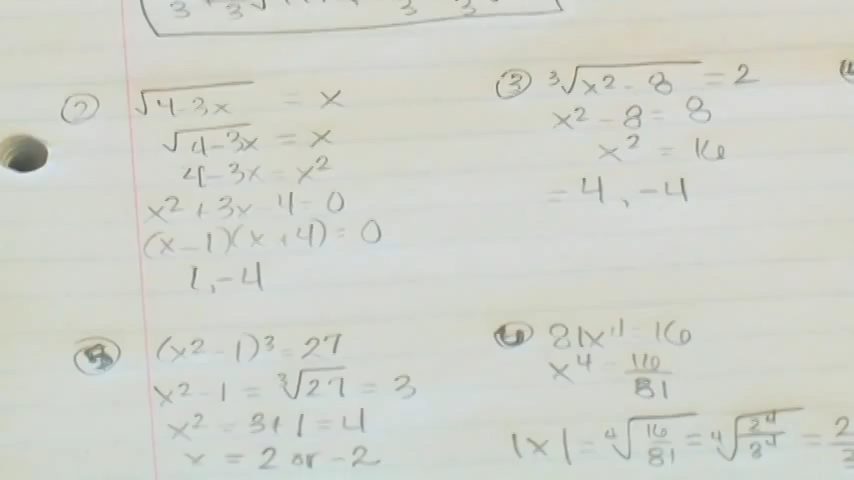 ② √4-3x = x
√4-3x = x
4-3x = x²
x² + 3x - 4 = 0
(x-1)(x+4) = 0
1, -4
③ ³√x² - 8 = 2
x² - 8 = 8
x² = 16
= 4, -4
⑤ (x² - 1)³ = 27
x² - 1 = ³√27 = 3
x² = 3+1 = 4
x = 2 or -2
⑥ 81x⁴ = 16
x⁴ = 16/81
|x| = ⁴√16/81 = ⁴√2⁴/3⁴ = 2/3